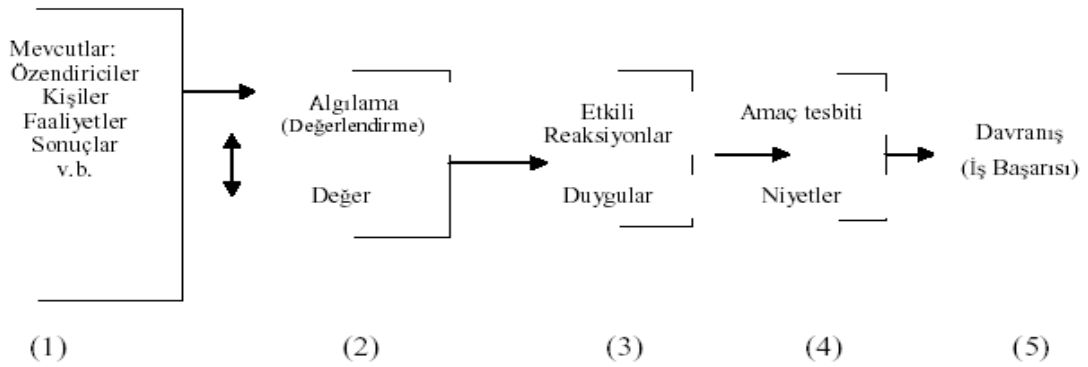 Mevcutlar:
Özendiriciler
Kişiler
Faaliyetler
Sonuçlar
v.b.
Algılama
(Değerlendirme)
Değer
Etkili
Reaksiyonlar
Duygular
Amaç tesbiti
Niyetler
Davranış
(İş Başarısı)
(1)
(2)
(3)
(4)
(5)